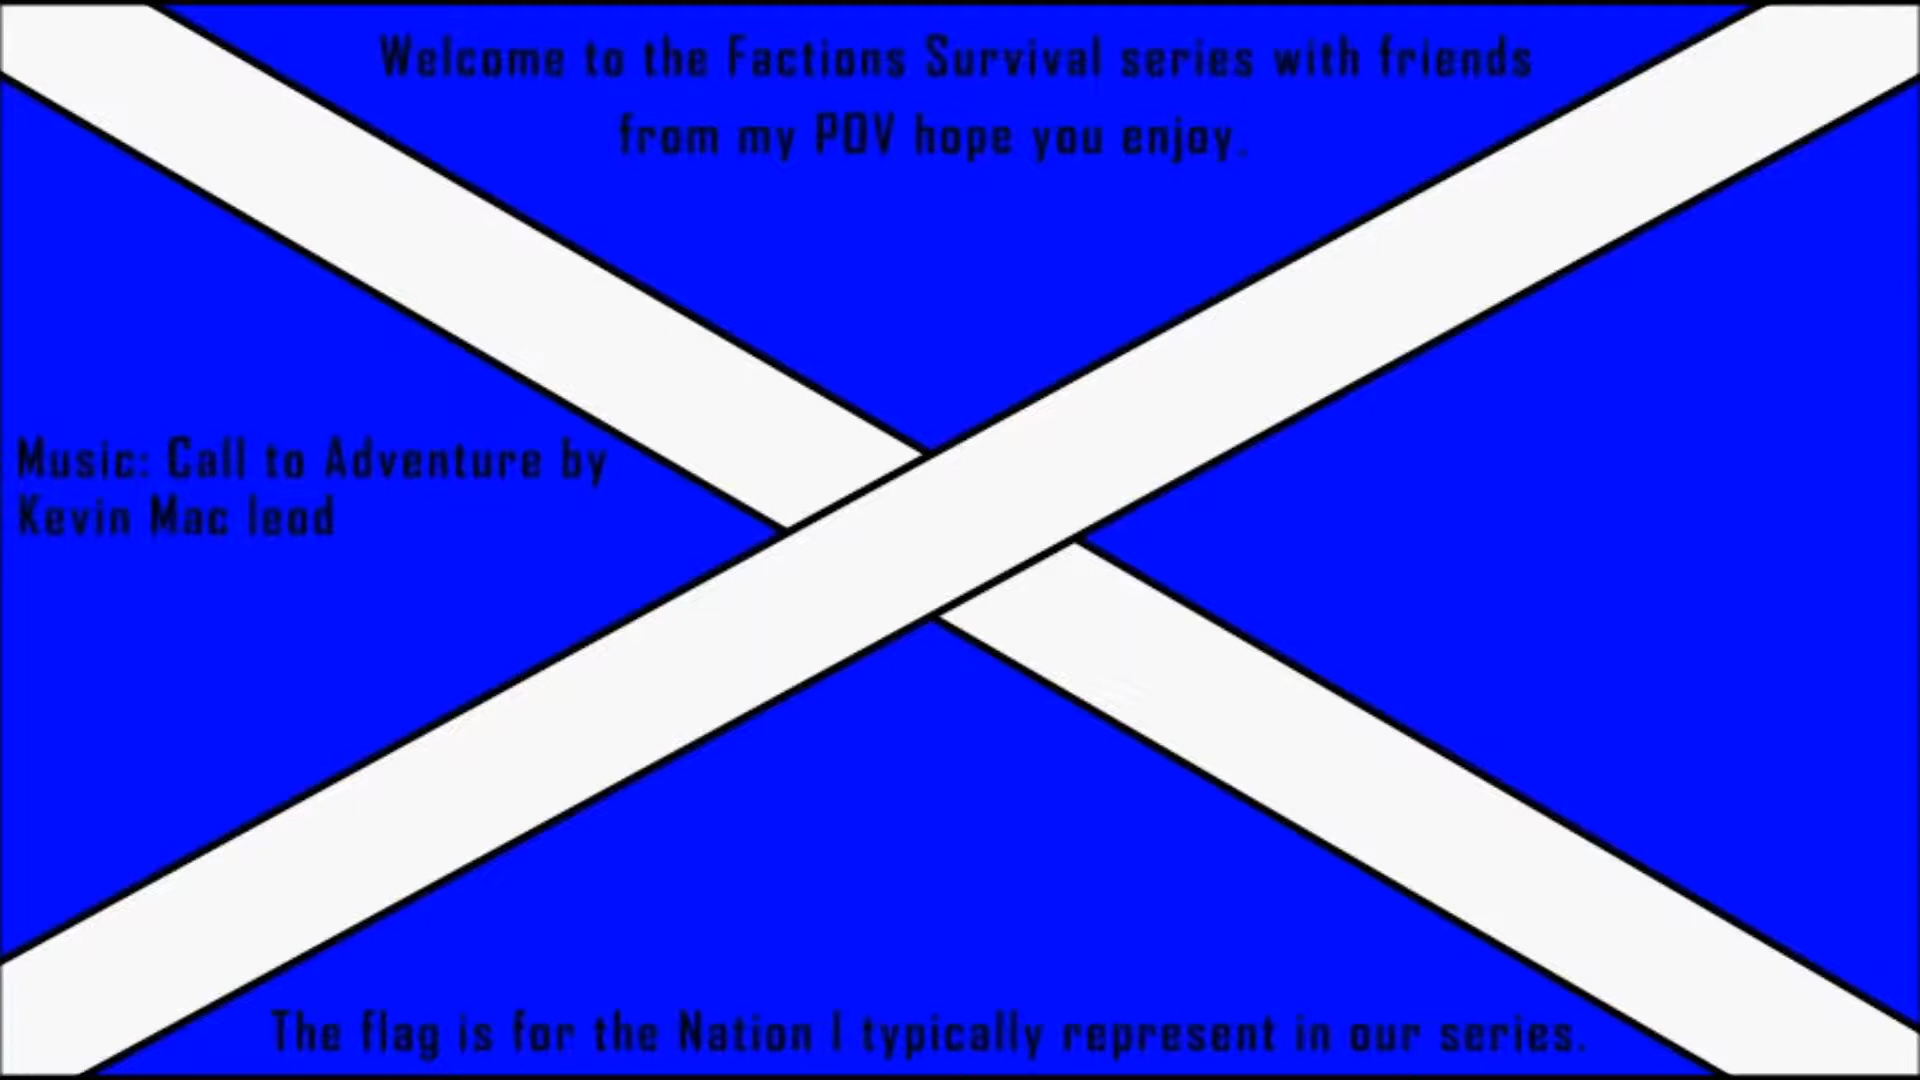 Welcome to the Factions Survival series with friends
from my POV hope you enjoy.
Music: Call to Adventure by
Kevin Mac leod
The flag is for the Nation I typically represent in our series.